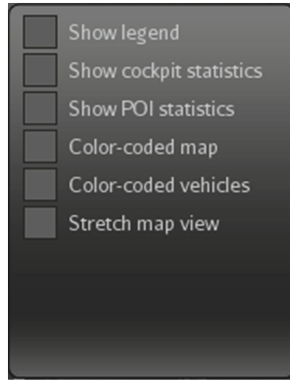 Show legend
Show cockpit statistics
Show POI statistics
Color-coded map
Color-coded vehicles
Stretch map view